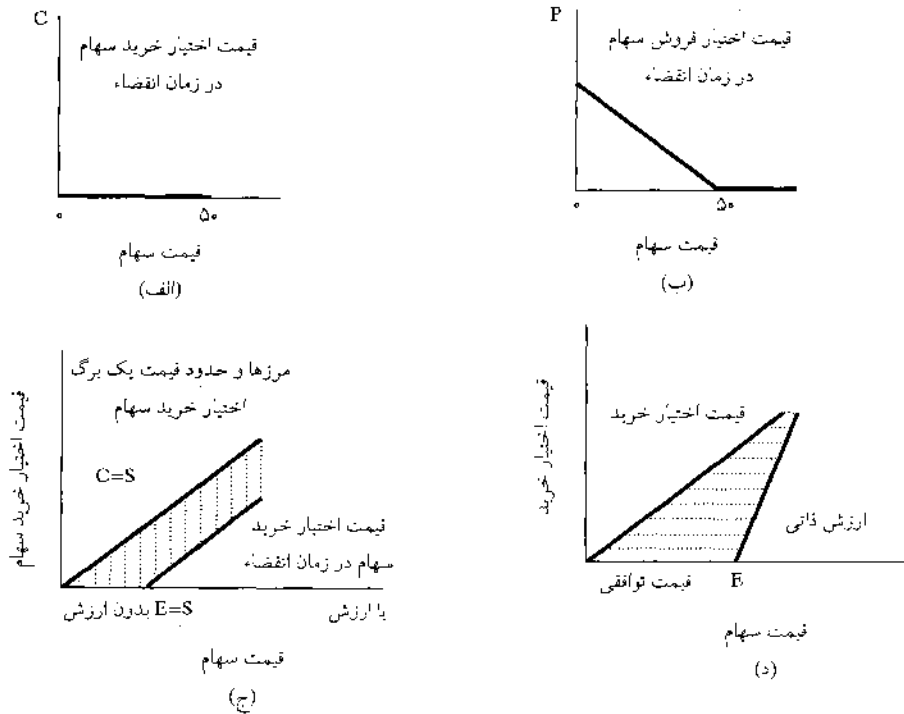 C
قیمت اختیار خرید سهام
در زمان انقضاء
۰
۵۰
قیمت سهام
(الف)
P
قیمت اختیار فروش سهام
در زمان انقضاء
۰
۵۰
قیمت سهام
(ب)
مرزها و حدود قیمت یک برگ
اختیار خرید سهام
قیمت اختیار خرید سهام
C=S
قیمت اختیار خرید
سهام در زمان انقضاء
بدون ارزش E=S با ارزش
قیمت سهام
(ج)
قیمت اختیار خرید
قیمت اختیار خرید
ارزش ذاتی
قیمت توافقی E
قیمت سهام
(د)